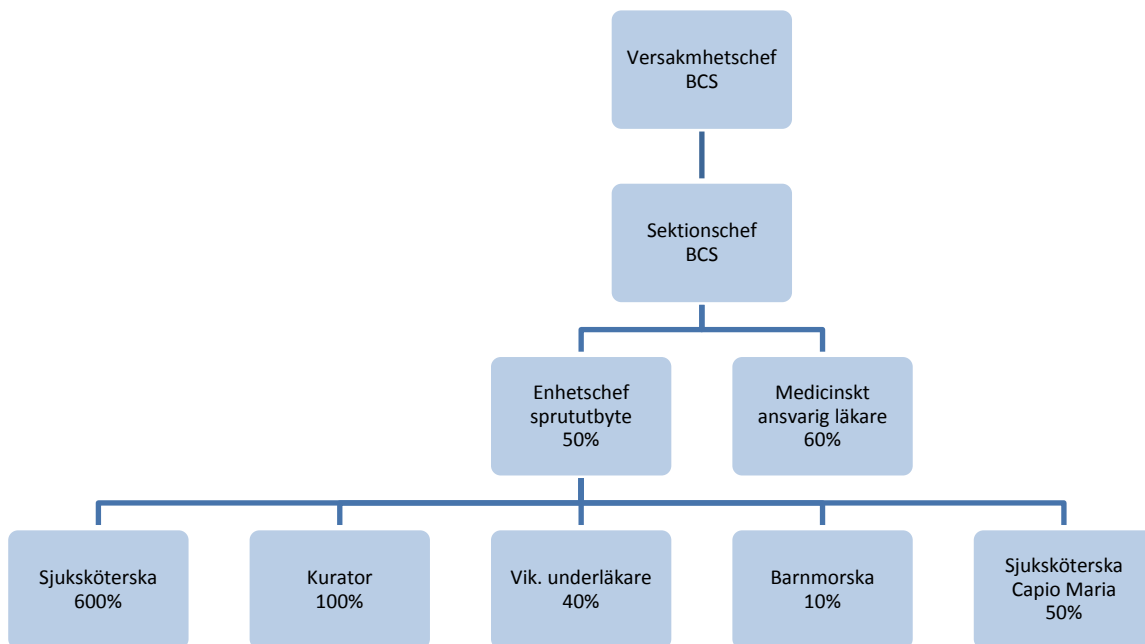 Versakmhetschef
BCS
Sektionschef
BCS
Enhetschef
sprututbyte
50%
Medicinskt
ansvarig läkare
60%
Sjuksköterska
600%
Kurator
100%
Vik. underläkare
40%
Barnmorska
10%
Sjuksköterska
Capio Maria
50%